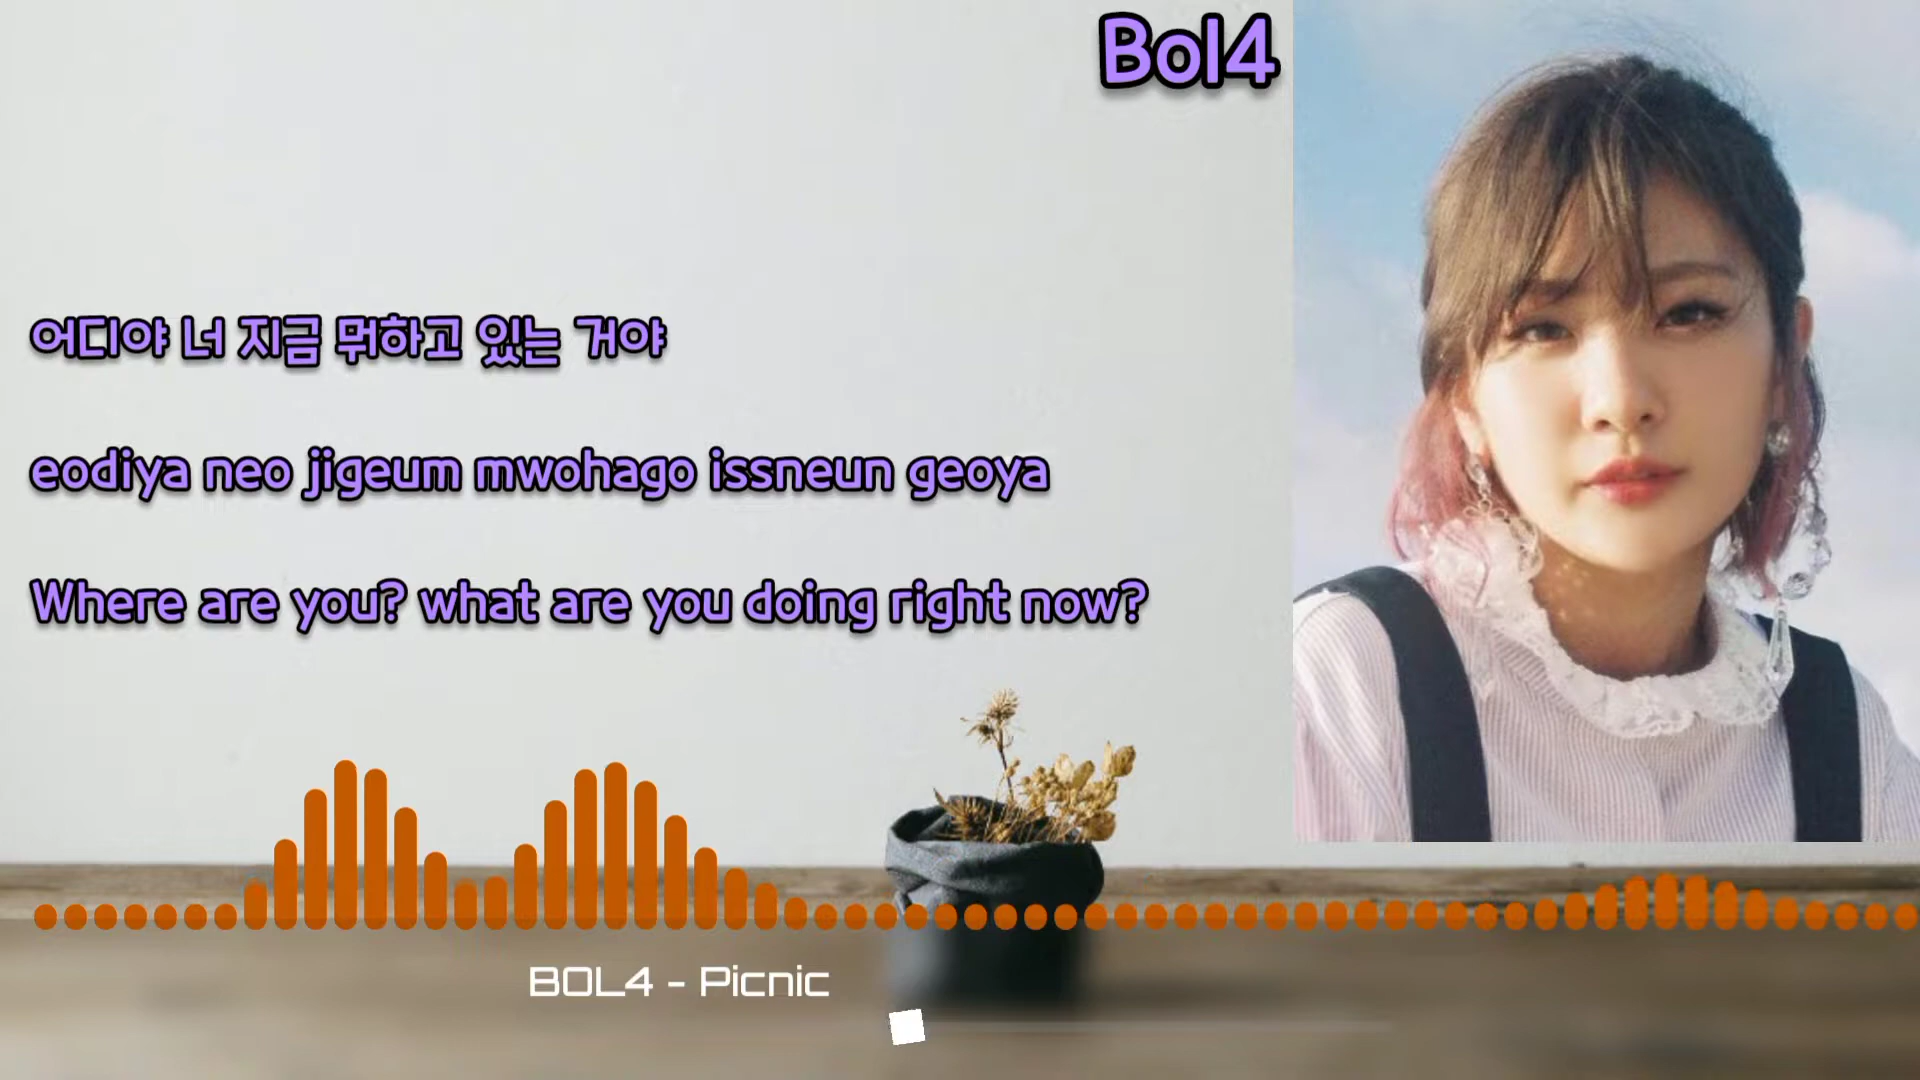 Bol4
어디야 너 지금 뭐하고 있는 거야
eodiya neo jigeum mwohago issneun geoya
Where are you? what are you doing right now?
BOL4 - Picnic